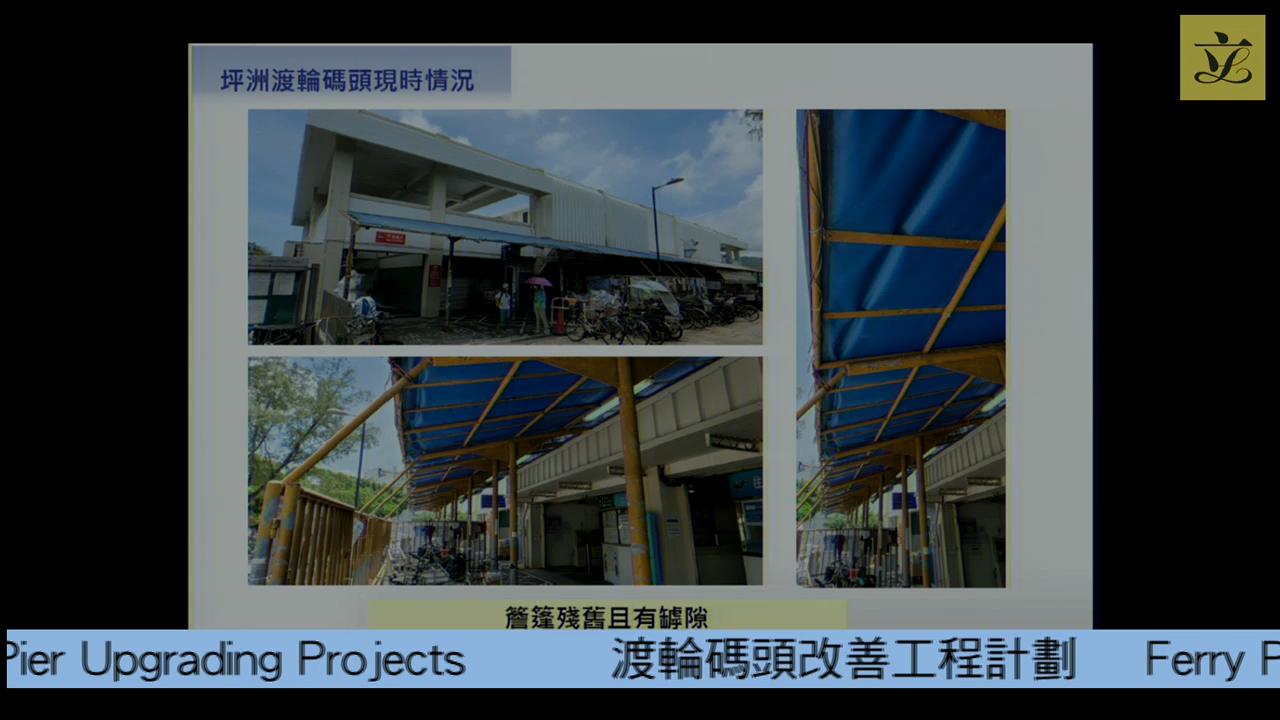 坪洲渡輪碼頭現時情況
簷篷殘舊且有罅隙
Pier Upgrading Projects 渡輪碼頭改善工程計劃 Ferry P